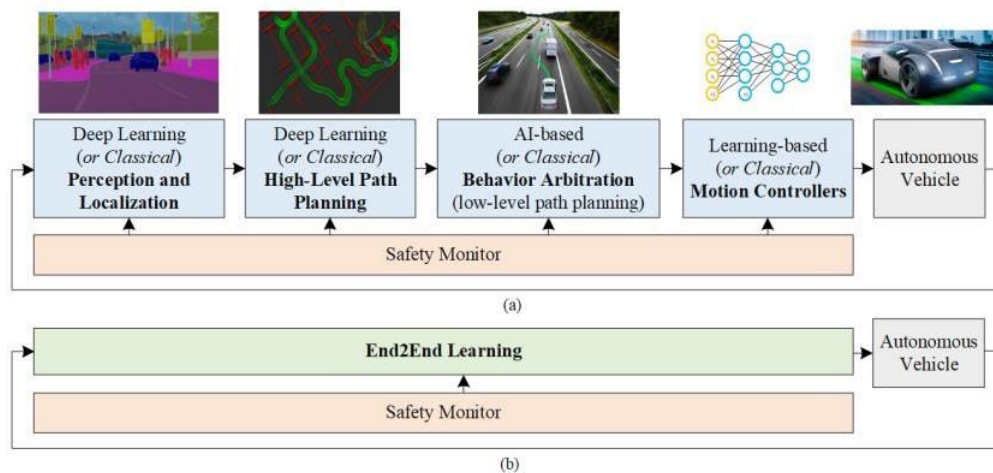 Deep Learning
(or Classical)
Perception and
Localization
Deep Learning
(or Classical)
High-Level Path
Planning
AI-based
(or Classical)
Behavior Arbitration
(low-level path planning)
Learning-based
(or Classical)
Motion Controllers
Autonomous
Vehicle
Safety Monitor
(a)
End2End Learning
Autonomous
Vehicle
Safety Monitor
(b)